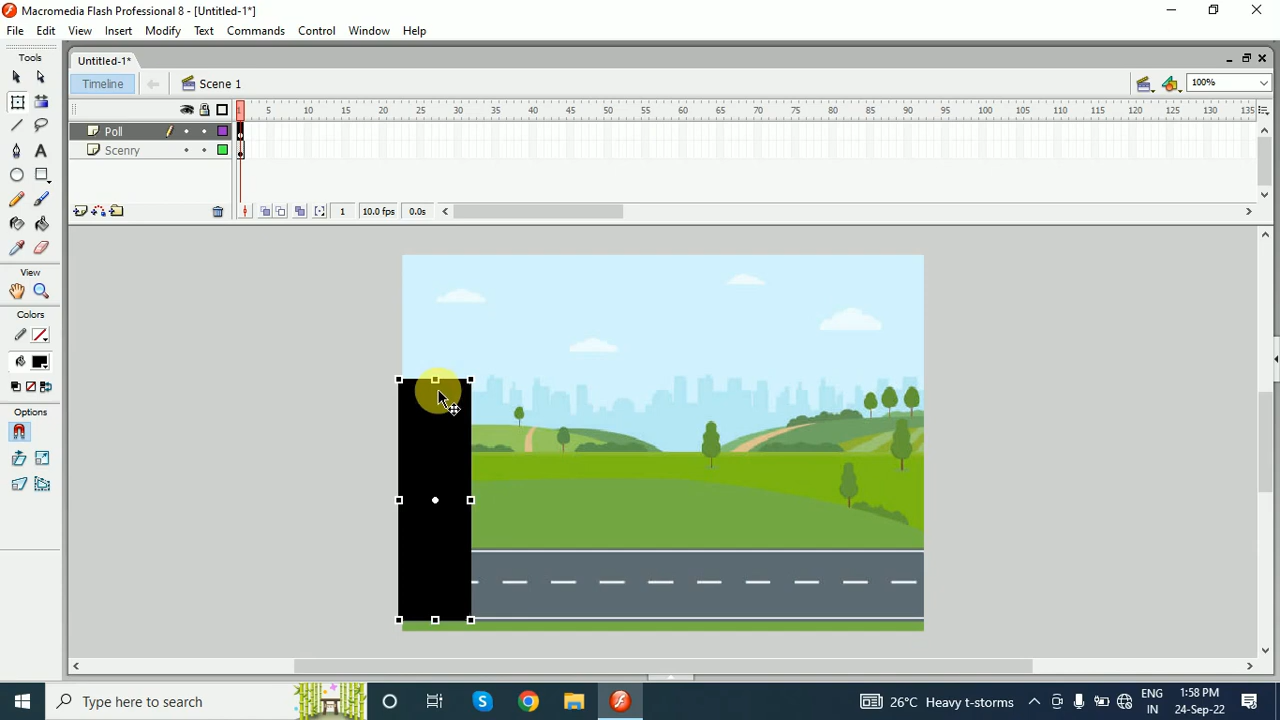 Macromedia Flash Professional 8 - [Untitled-1*]
File Edit View Insert Modify Text Commands Control Window Help
Tools
Untitled-1*
Timeline
Scene 1
100%
1 5 10 15 20 25 30 35 40 45 50 55 60 65 70 75 80 85 90 95 100 105 110 115 120 125 130 135
Poll
Scenry
1 10.0 fps 0.0s
View
Colors
Options
Type here to search
26°C Heavy t-storms
ENG
IN
1:58 PM
24-Sep-22